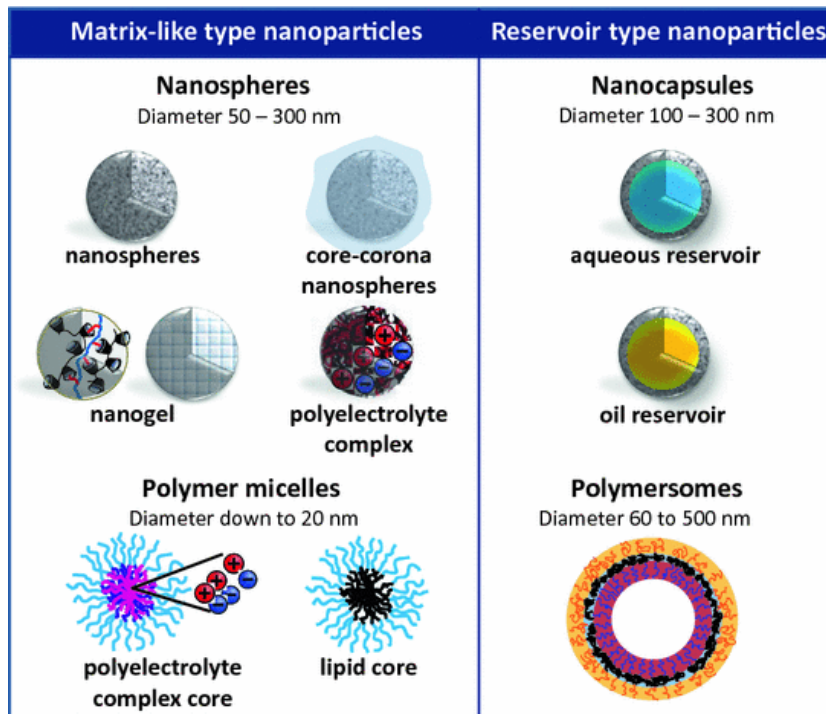 Matrix-like type nanoparticles
Nanospheres
Diameter 50 – 300 nm
nanospheres
core-corona
nanospheres
nanogel
+
+
+
−
−
−
polyelectrolyte
complex
Polymer micelles
Diameter down to 20 nm
+
+
+
−
−
−
polyelectrolyte
complex core
lipid core
Reservoir type nanoparticles
Nanocapsules
Diameter 100 – 300 nm
aqueous reservoir
oil reservoir
Polymersomes
Diameter 60 to 500 nm